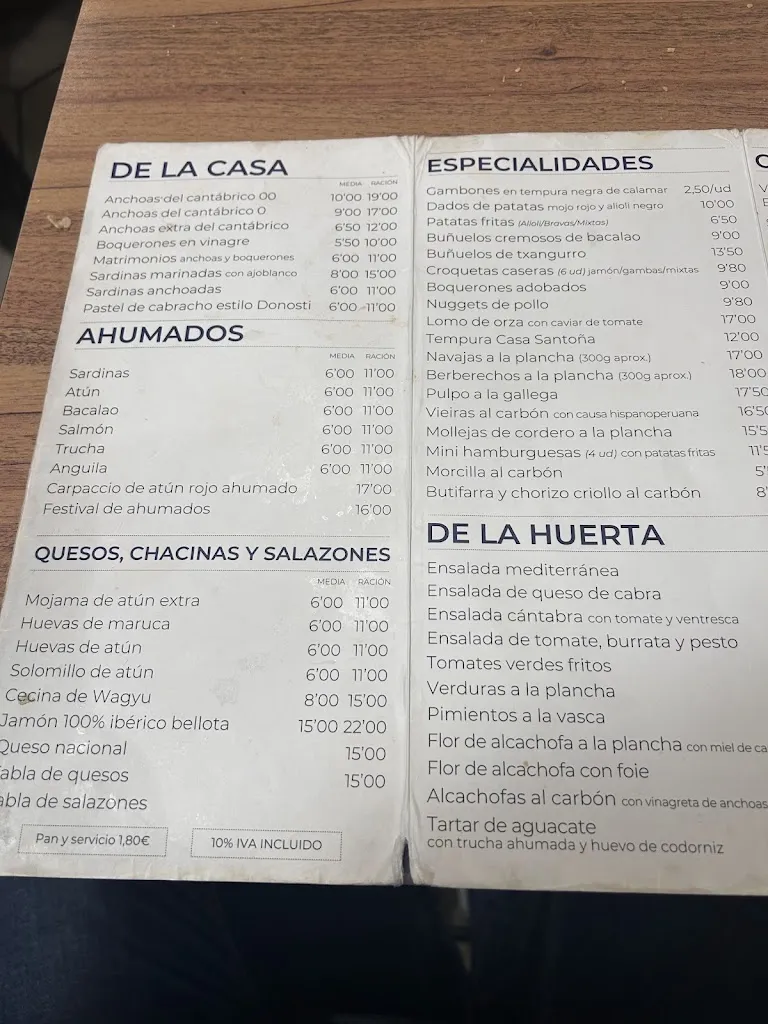 DE LA CASA
MEDIA RACIÓN
Anchoas del cantábrico 00 10'00 19'00
Anchoas del cantábrico 0 9'00 17'00
Anchoas extra del cantábrico 6'50 12'00
Boquerones en vinagre 5'50 10'00
Matrimonios anchoas y boquerones 6'00 11'00
Sardinas marinadas con ajoblanco 8'00 15'00
Sardinas anchoadas 6'00 11'00
Pastel de cabracho estilo Donosti 6'00 11'00
AHUMADOS
MEDIA RACIÓN
Sardinas 6'00 11'00
Atún 6'00 11'00
Bacalao 6'00 11'00
Salmón 6'00 11'00
Trucha 6'00 11'00
Anguila 6'00 11'00
Carpaccio de atún rojo ahumado 17'00
Festival de ahumados 16'00
QUESOS, CHACINAS Y SALAZONES
MEDIA RACIÓN
Mojama de atún extra 6'00 11'00
Huevas de maruca 6'00 11'00
Huevas de atún 6'00 11'00
Solomillo de atún 6'00 11'00
Cecina de Wagyu 8'00 15'00
Jamón 100% ibérico bellota 15'00 22'00
Queso nacional 15'00
abla de quesos 15'00
abla de salazones
Pan y servicio 1,80€
10% IVA INCLUIDO
ESPECIALIDADES
Gambones en tempura negra de calamar 2,50/ud
Dados de patatas mojo rojo y alioli negro 10'00
Patatas fritas (Alioli/Bravas/Mixtas) 6'50
Buñuelos cremosos de bacalao 9'00
Buñuelos de txangurro 13'50
Croquetas caseras (6 ud) jamón/gambas/mixtas 9'80
Boquerones adobados 9'00
Nuggets de pollo 9'80
Lomo de orza con caviar de tomate 17'00
Tempura Casa Santoña 12'00
Navajas a la plancha (300g aprox.) 17'00
Berberechos a la plancha (300g aprox.) 18'00
Pulpo a la gallega 17'50
Vieiras al carbón con causa hispanoperuana 16'50
Mollejas de cordero a la plancha 15'5
Mini hamburguesas (4 ud) con patatas fritas 11'5
Morcilla al carbón 5'
Butifarra y chorizo criollo al carbón 8'
DE LA HUERTA
Ensalada mediterránea
Ensalada de queso de cabra
Ensalada cántabra con tomate y ventresca
Ensalada de tomate, burrata y pesto
Tomates verdes fritos
Verduras a la plancha
Pimientos a la vasca
Flor de alcachofa a la plancha con miel de ca
Flor de alcachofa con foie
Alcachofas al carbón con vinagreta de anchoas
Tartar de aguacate
con trucha ahumada y huevo de codorniz